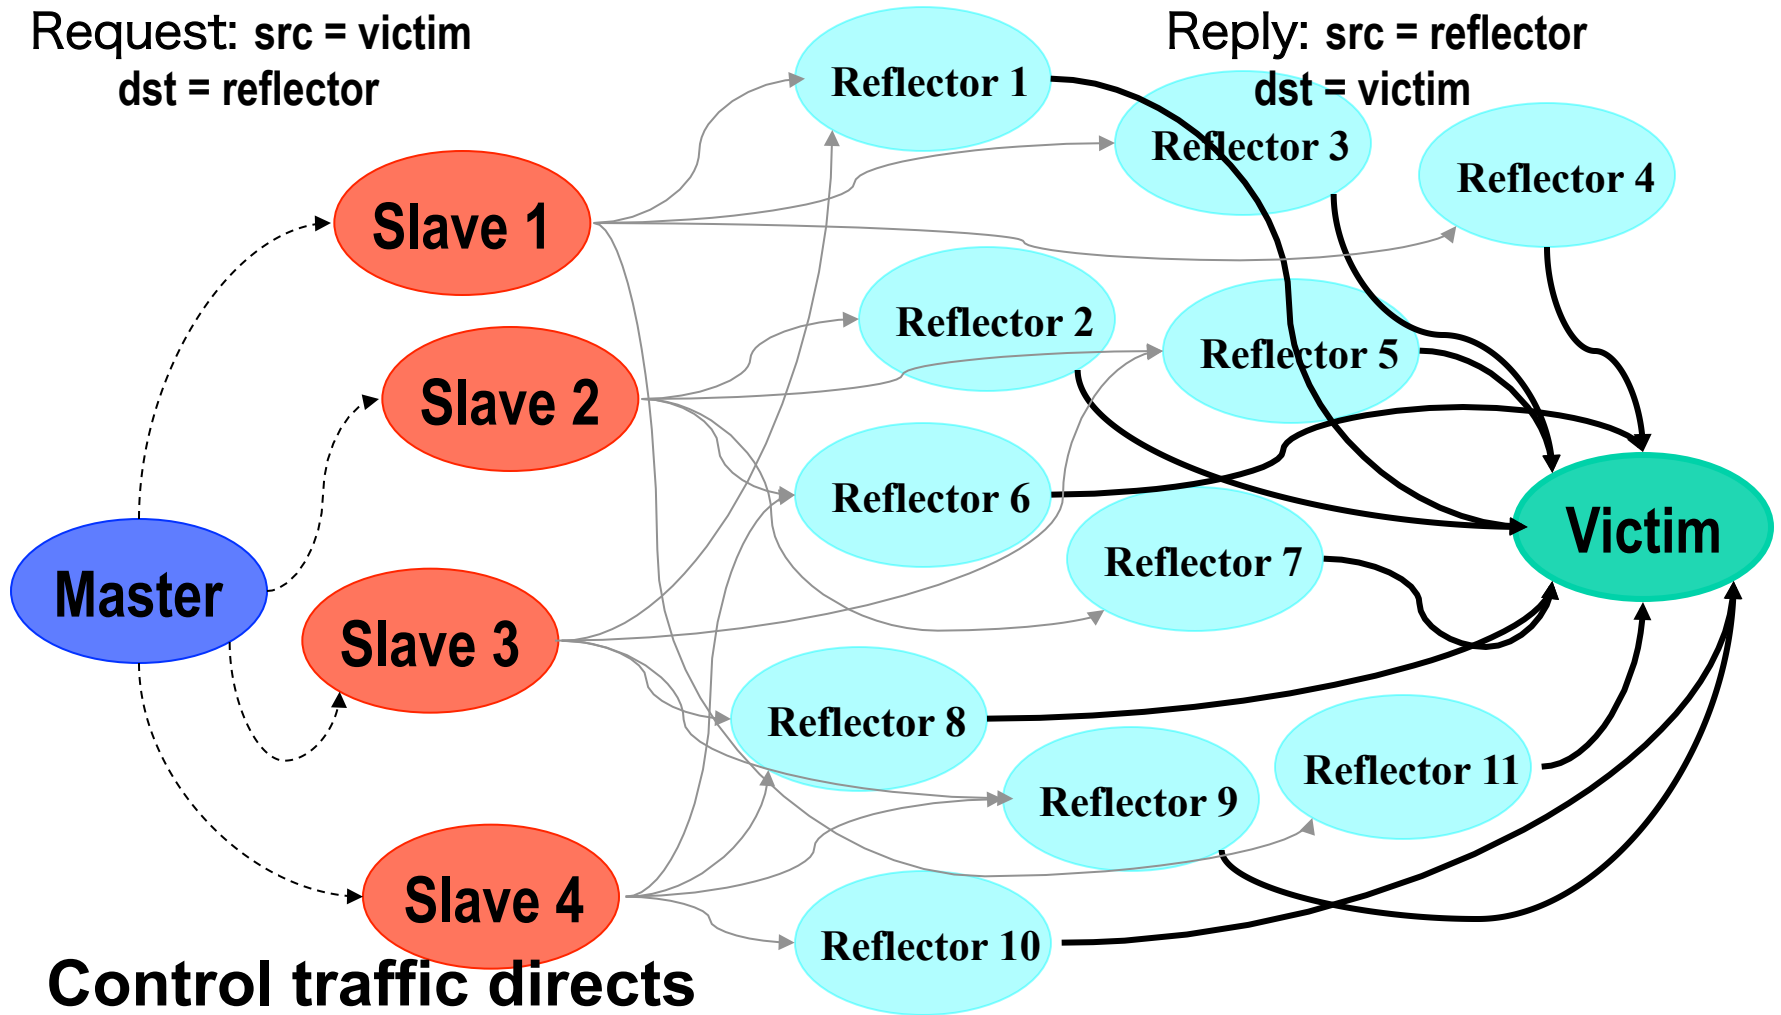 Request: src = victim
dst = reflector
Reply: src = reflector
dst = victim
Reflector 1
Reflector 3
Reflector 4
Slave 1
Reflector 2
Reflector 5
Slave 2
Reflector 6
Victim
Reflector 7
Master
Slave 3
Reflector 8
Reflector 11
Reflector 9
Slave 4
Reflector 10
Control traffic directs